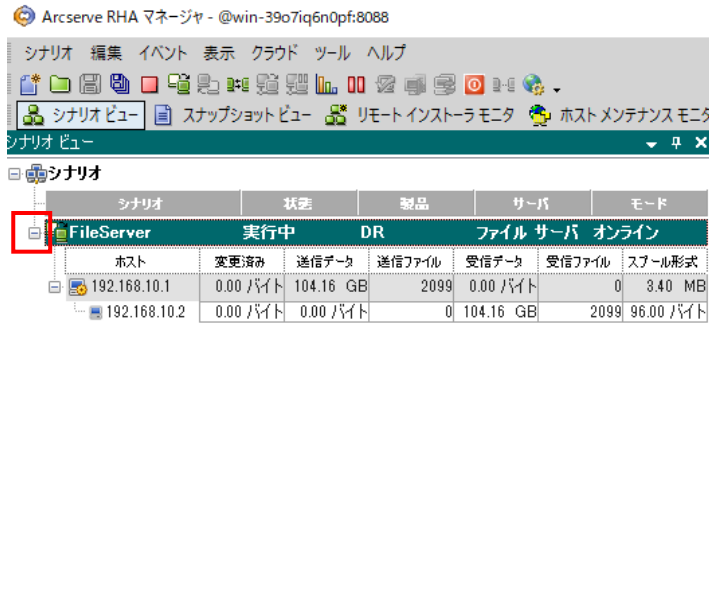 Arcserve RHA マネージャ - @win-39o7iq6n0pf:8088
シナリオ 編集 イベント 表示 クラウド ツール ヘルプ
シナリオ ビュー スナップショット ビュー リモート インストーラ モニタ ホスト メンテナンス モニタ
シナリオ ビュー
シナリオ
シナリオ 状態 製品 サーバ モード
FileServer 実行中 DR ファイル サーバ オンライン
ホスト 変更済み 送信データ 送信ファイル 受信データ 受信ファイル スプール形式
192.168.10.1 0.00 バイト 104.16 GB 2099 0.00 バイト 0 3.40 MB
192.168.10.2 0.00 バイト 0.00 バイト 0 104.16 GB 2099 96.00 バイト